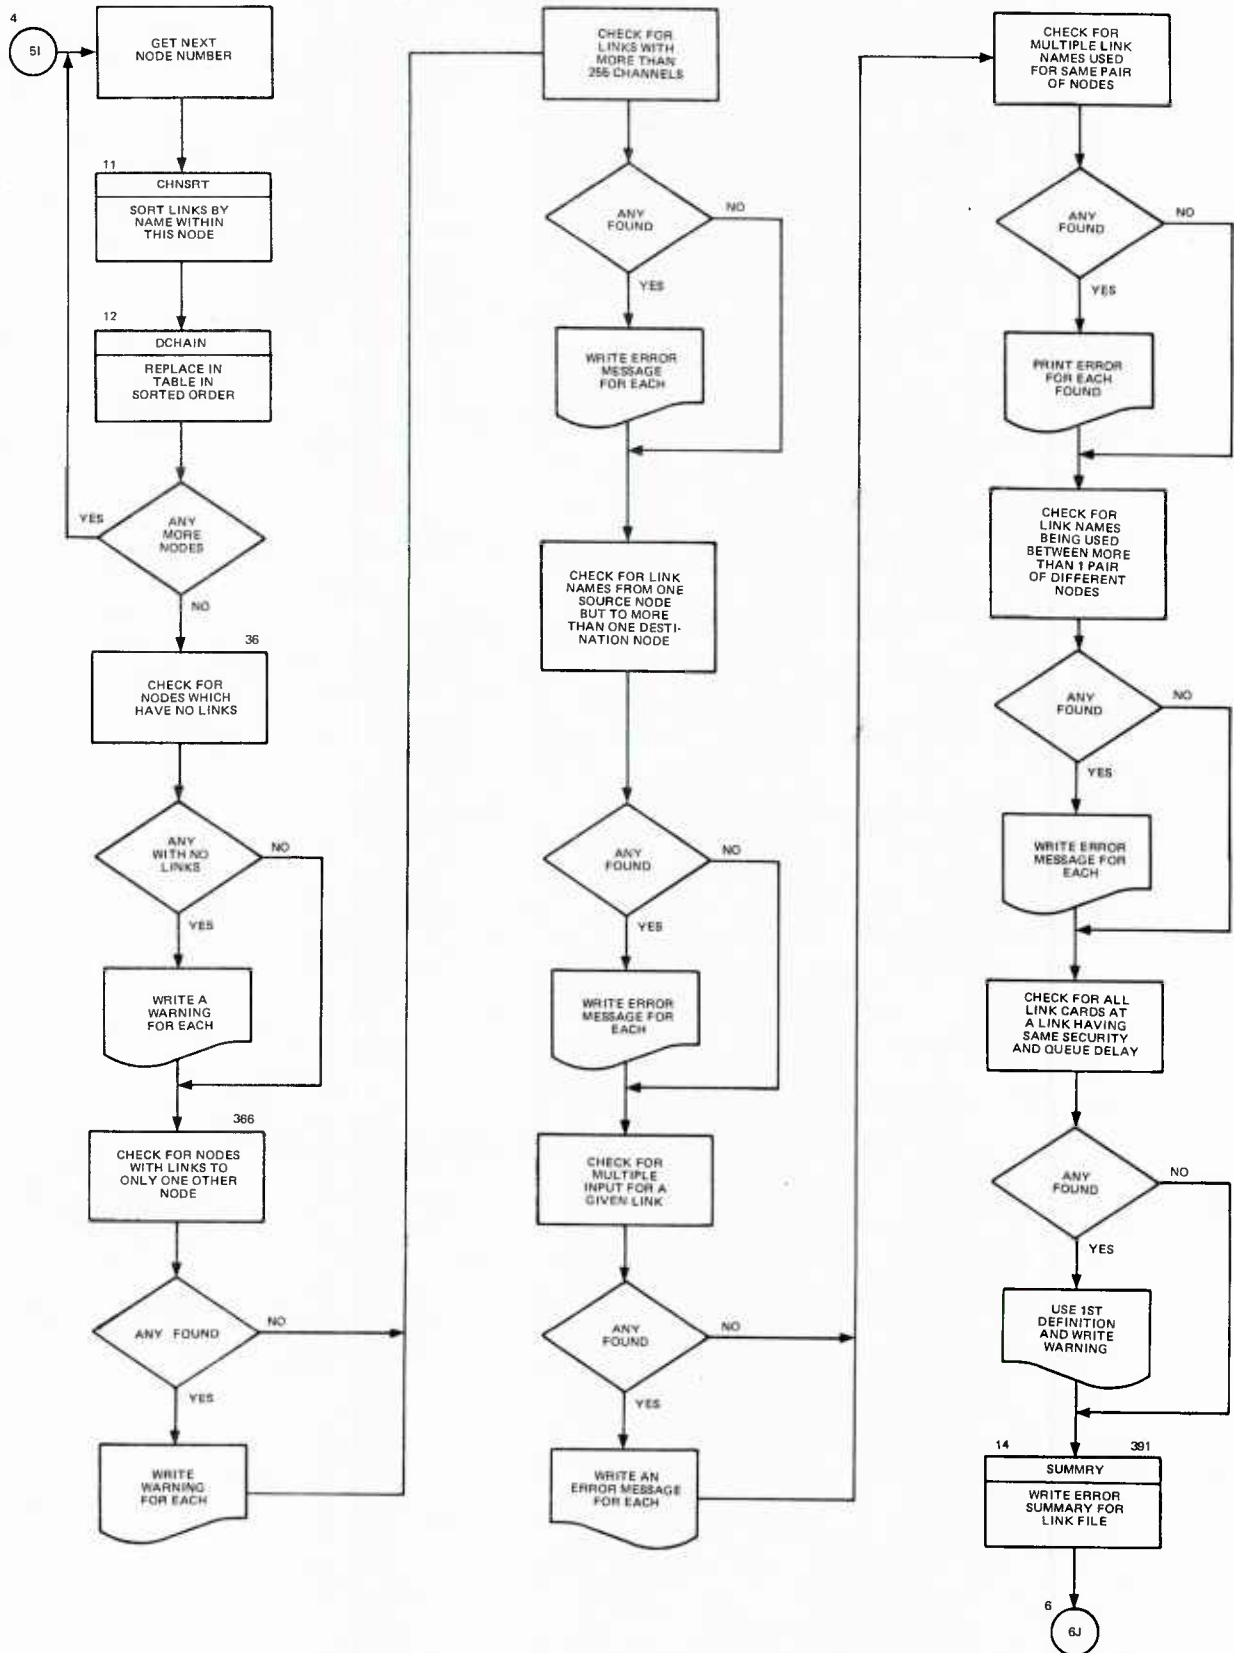 4
5I
GET NEXT
NODE NUMBER
11
CHNSRT
SORT LINKS BY
NAME WITHIN
THIS NODE
12
DCHAIN
REPLACE IN
TABLE IN
SORTED ORDER
YES
ANY
MORE
NODES
NO
36
CHECK FOR
NODES WHICH
HAVE NO LINKS
ANY
WITH NO
LINKS
NO
YES
WRITE A
WARNING
FOR EACH
366
CHECK FOR NODES
WITH LINKS TO
ONLY ONE OTHER
NODE
ANY FOUND
NO
YES
WRITE
WARNING
FOR EACH
CHECK FOR
LINKS WITH
MORE THAN
255 CHANNELS
ANY
FOUND
NO
YES
WRITE ERROR
MESSAGE
FOR EACH
CHECK FOR LINK
NAMES FROM ONE
SOURCE NODE
BUT TO MORE
THAN ONE DESTI-
NATION NODE
ANY
FOUND
NO
YES
WRITE ERROR
MESSAGE FOR
EACH
CHECK FOR
MULTIPLE
INPUT FOR A
GIVEN LINK
ANY
FOUND
NO
YES
WRITE AN
ERROR MESSAGE
FOR EACH
CHECK FOR
MULTIPLE LINK
NAMES USED
FOR SAME PAIR
OF NODES
ANY
FOUND
NO
YES
PRINT ERROR
FOR EACH
FOUND
CHECK FOR
LINK NAMES
BEING USED
BETWEEN MORE
THAN 1 PAIR
OF DIFFERENT
NODES
ANY
FOUND
NO
YES
WRITE ERROR
MESSAGE FOR
EACH
CHECK FOR ALL
LINK CARDS AT
A LINK HAVING
SAME SECURITY
AND QUEUE DELAY
ANY
FOUND
NO
YES
USE 1ST
DEFINITION
AND WRITE
WARNING
14
391
SUMMRY
WRITE ERROR
SUMMARY FOR
LINK FILE
6
6J